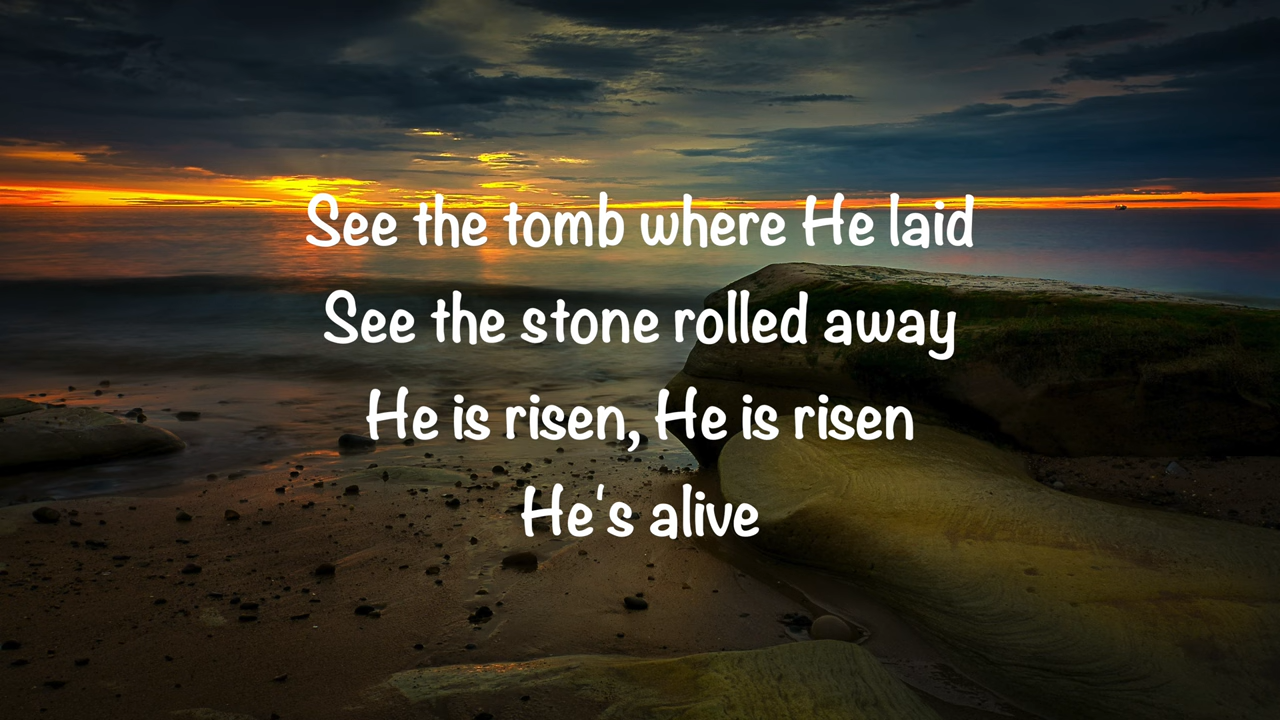 See the tomb where He laid
See the stone rolled away
He is risen, He is risen
He's alive